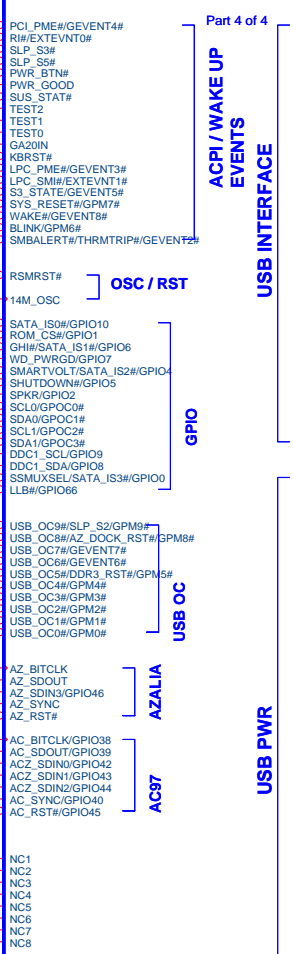 Part 4 of 4
PCI_PME#/GEVENT4#
RI#/EXTEVNT0#
SLP_S3#
SLP_S5#
PWR_BTN#
PWR_GOOD
SUS_STAT#
TEST2
TEST1
TEST0
GA20IN
KBRST#
LPC_PME#/GEVENT3#
LPC_SMI#/EXTEVNT1#
S3_STATE/GEVENT5#
SYS_RESET#/GPM7#
WAKE#/GEVENT8#
BLINK/GPM6#
SMBALERT#/THRMTRIP#/GEVENT2#
ACPI / WAKE UP
EVENTS
USB INTERFACE
RSMRST#
14M_OSC
OSC / RST
SATA_IS0#/GPIO10
ROM_CS#/GPIO1
GHI#/SATA_IS1#/GPIO6
WD_PWRGD/GPIO7
SMARTVOLT/SATA_IS2#/GPIO4
SHUTDOWN#/GPIO5
SPKR/GPIO2
SCL0/GPOC0#
SDA0/GPOC1#
SCL1/GPOC2#
SDA1/GPOC3#
DDC1_SCL/GPIO9
DDC1_SDA/GPIO8
SSMUXSEL/SATA_IS3#/GPIO0
LLB#/GPIO66
GPIO
USB_OC9#/SLP_S2/GPM9#
USB_OC8#/AZ_DOCK_RST#/GPM8#
USB_OC7#/GEVENT7#
USB_OC6#/GEVENT6#
USB_OC5#/DDR3_RST#/GPM5#
USB_OC4#/GPM4#
USB_OC3#/GPM3#
USB_OC2#/GPM2#
USB_OC1#/GPM1#
USB_OC0#/GPM0#
USB OC
AZ_BITCLK
AZ_SDOUT
AZ_SDIN3/GPIO46
AZ_SYNC
AZ_RST#
AZALIA
USB PWR
AC_BITCLK/GPIO38
AC_SDOUT/GPIO39
ACZ_SDIN0/GPIO42
ACZ_SDIN1/GPIO43
ACZ_SDIN2/GPIO44
AC_SYNC/GPIO40
AC_RST#/GPIO45
AC97
NC1
NC2
NC3
NC4
NC5
NC6
NC7
NC8